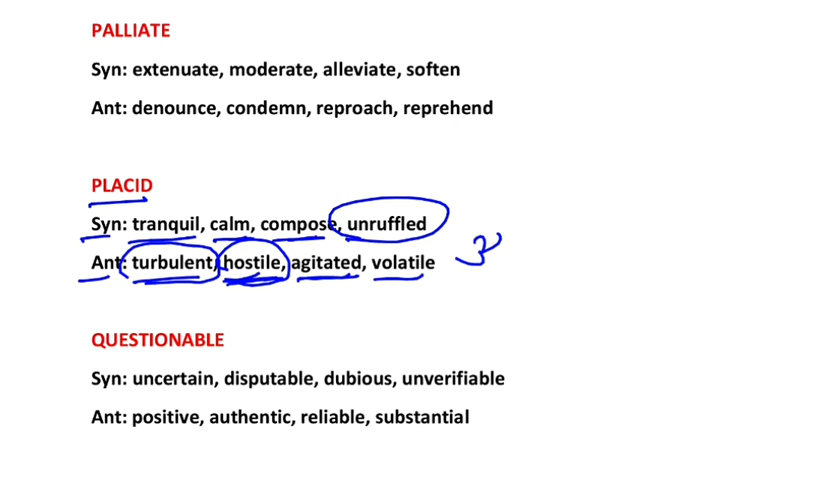 PALLIATE
Syn: extenuate, moderate, alleviate, soften
Ant: denounce, condemn, reproach, reprehend
PLACID
Syn: tranquil, calm, compose, unruffled
Ant: turbulent, hostile, agitated, volatile
QUESTIONABLE
Syn: uncertain, disputable, dubious, unverifiable
Ant: positive, authentic, reliable, substantial